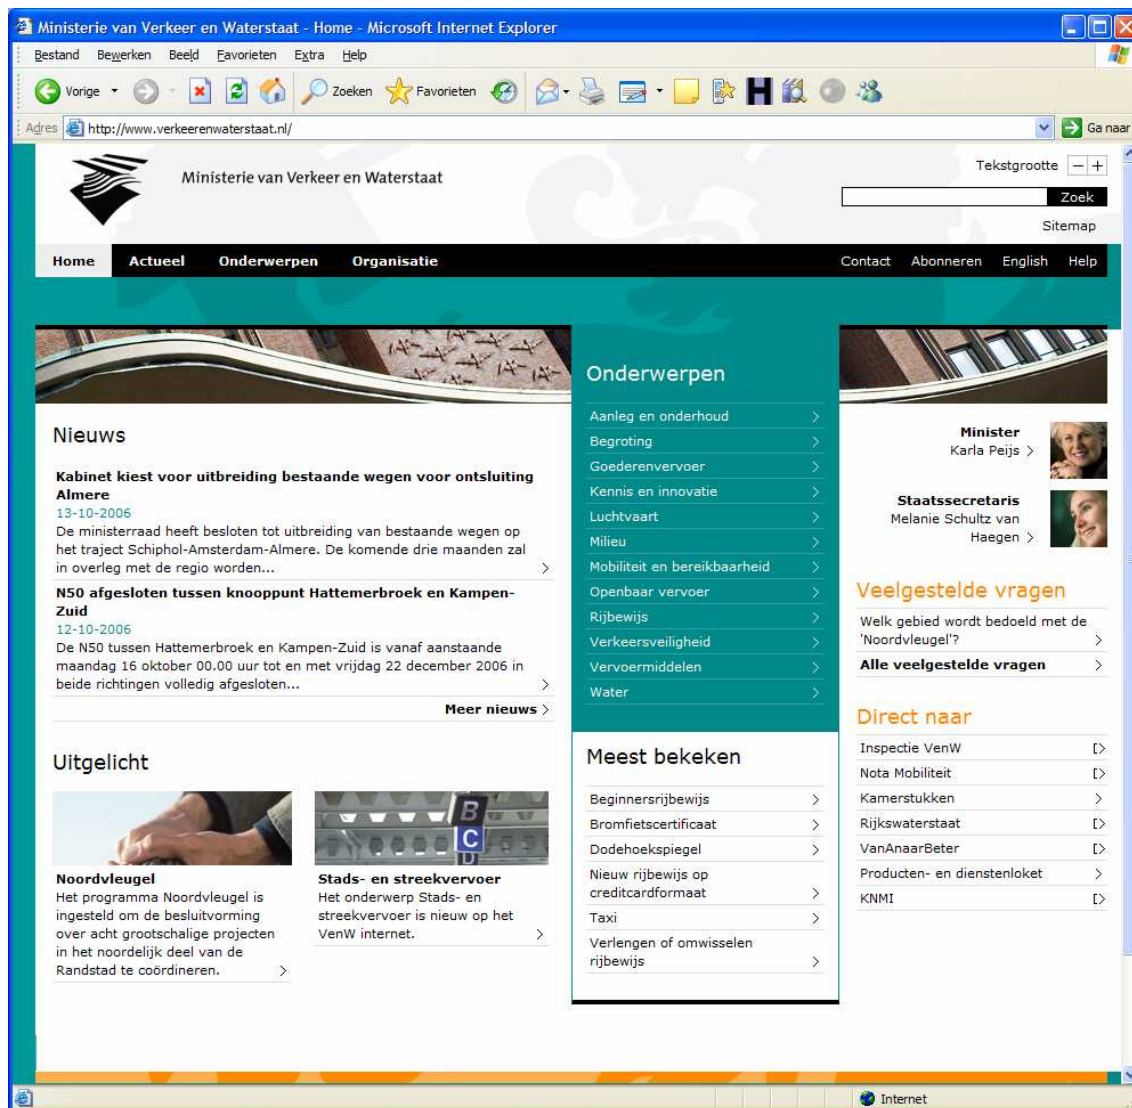 Ministerie van Verkeer en Waterstaat - Home - Microsoft Internet Explorer
Bestand Bewerken Beeld Favorieten Extra Help
Vorige Zoeken Favorieten
Adres http://www.verkeerenwaterstaat.nl/ Ga naar
Ministerie van Verkeer en Waterstaat
Tekstgrootte − +
Zoek
Sitemap
Home Actueel Onderwerpen Organisatie Contact Abonneren English Help
Nieuws
Kabinet kiest voor uitbreiding bestaande wegen voor ontsluiting
Almere
13-10-2006
De ministerraad heeft besloten tot uitbreiding van bestaande wegen op
het traject Schiphol-Amsterdam-Almere. De komende drie maanden zal
in overleg met de regio worden...
N50 afgesloten tussen knooppunt Hattemerbroek en Kampen-
Zuid
12-10-2006
De N50 tussen Hattemerbroek en Kampen-Zuid is vanaf aanstaande
maandag 16 oktober 00.00 uur tot en met vrijdag 22 december 2006 in
beide richtingen volledig afgesloten...
Meer nieuws
Uitgelicht
B
C
D
Noordvleugel
Het programma Noordvleugel is
ingesteld om de besluitvorming
over acht grootschalige projecten
in het noordelijk deel van de
Randstad te coördineren.
Stads- en streekvervoer
Het onderwerp Stads- en
streekvervoer is nieuw op het
VenW internet.
Onderwerpen
Aanleg en onderhoud
Begroting
Goederenvervoer
Kennis en innovatie
Luchtvaart
Milieu
Mobiliteit en bereikbaarheid
Openbaar vervoer
Rijbewijs
Verkeersveiligheid
Vervoermiddelen
Water
Meest bekeken
Beginnersrijbewijs
Bromfietscertificaat
Dodehoekspiegel
Nieuw rijbewijs op
creditcardformaat
Taxi
Verlengen of omwisselen
rijbewijs
Minister
Karla Peijs
Staatssecretaris
Melanie Schultz van
Haegen
Veelgestelde vragen
Welk gebied wordt bedoeld met de
'Noordvleugel'?
Alle veelgestelde vragen
Direct naar
Inspectie VenW
Nota Mobiliteit
Kamerstukken
Rijkswaterstaat
VanAnaarBeter
Producten- en dienstenloket
KNMI
Internet